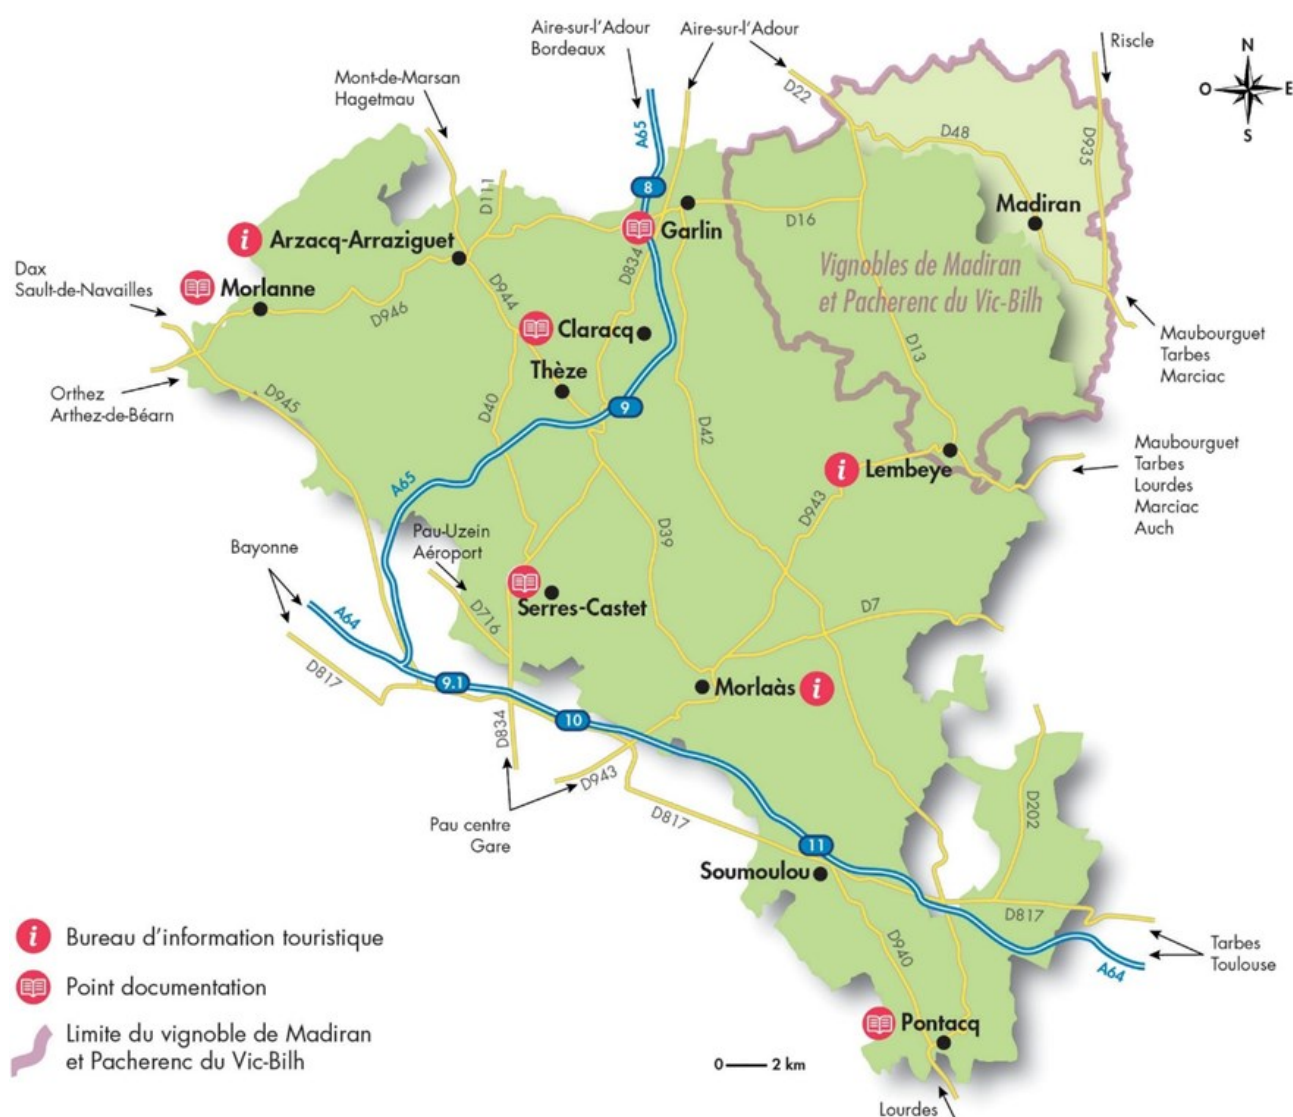 Aire-sur-l'Adour
Bordeaux
Aire-sur-l'Adour
Riscle
N
O
E
S
Mont-de-Marsan
Hagetmau
D22
D48
D935
A65
D111
8
Madiran
Arzacq-Arraziguet
Garlin
D16
D834
Vignobles de Madiran
et Pacherenc du Vic-Bilh
Dax
Sault-de-Navailles
Morlanne
D946
D944
Claracq
D13
Maubourguet
Tarbes
Marciac
Thèze
Orthez
Arthez-de-Béarn
D945
D40
9
D42
Lembeye
Maubourguet
Tarbes
Lourdes
Marciac
Auch
A65
D943
D39
Pau-Uzein
Aéroport
Bayonne
Serres-Castet
D716
D7
A64
D817
9.1
Morlaàs
10
D834
D943
D817
Pau centre
Gare
D202
11
Soumoulou
D817
D940
Tarbes
Toulouse
A64
Pontacq
Bureau d'information touristique
Point documentation
Limite du vignoble de Madiran
et Pacherenc du Vic-Bilh
0
2 km
Lourdes